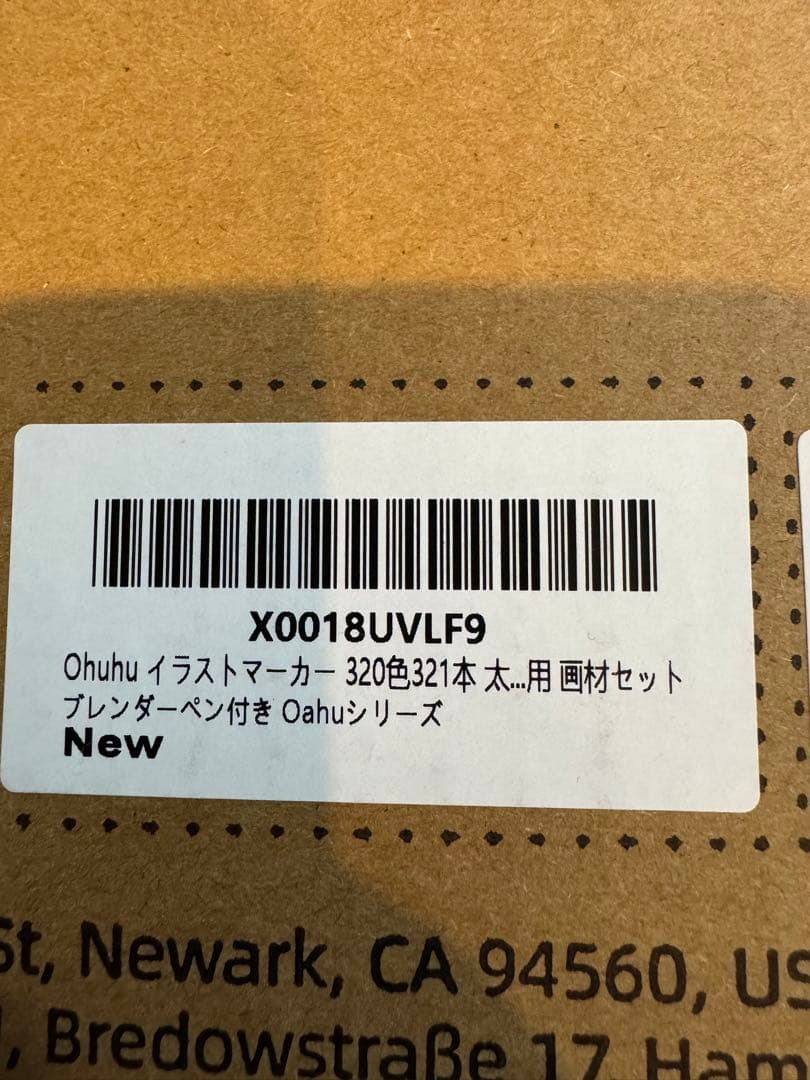 X0018UVLF9
Ohuhu イラストマーカー 320色321本 太...用 画材セット
ブレンダーペン付き Oahuシリーズ
New
St, Newark, CA 94560, US
, Bredowstraße 17, Ham